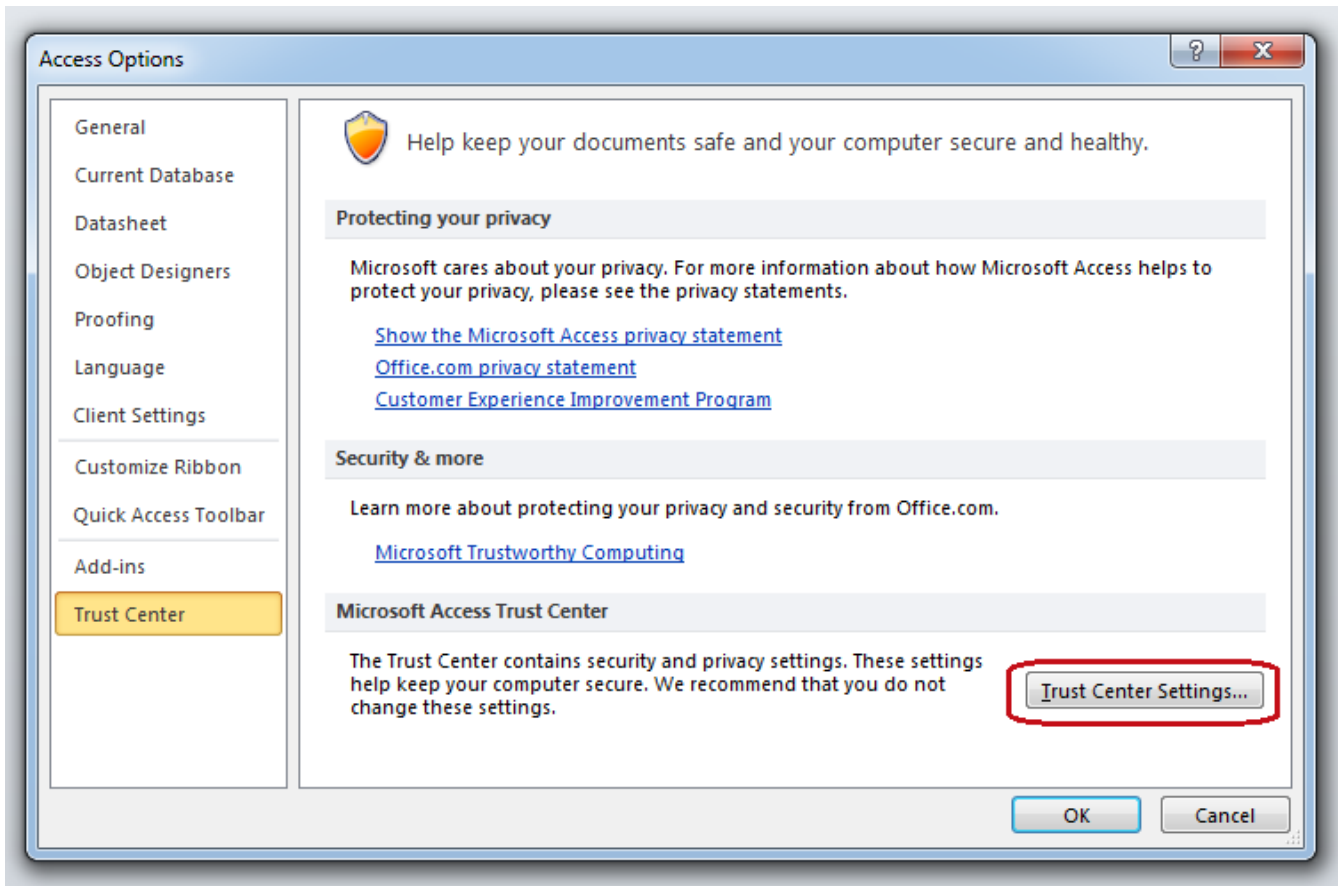 Access Options
?
X
General
Current Database
Datasheet
Object Designers
Proofing
Language
Client Settings
Customize Ribbon
Quick Access Toolbar
Add-ins
Trust Center
Help keep your documents safe and your computer secure and healthy.
Protecting your privacy
Microsoft cares about your privacy. For more information about how Microsoft Access helps to
protect your privacy, please see the privacy statements.
Show the Microsoft Access privacy statement
Office.com privacy statement
Customer Experience Improvement Program
Security & more
Learn more about protecting your privacy and security from Office.com.
Microsoft Trustworthy Computing
Microsoft Access Trust Center
The Trust Center contains security and privacy settings. These settings
help keep your computer secure. We recommend that you do not
change these settings.
Trust Center Settings...
OK
Cancel